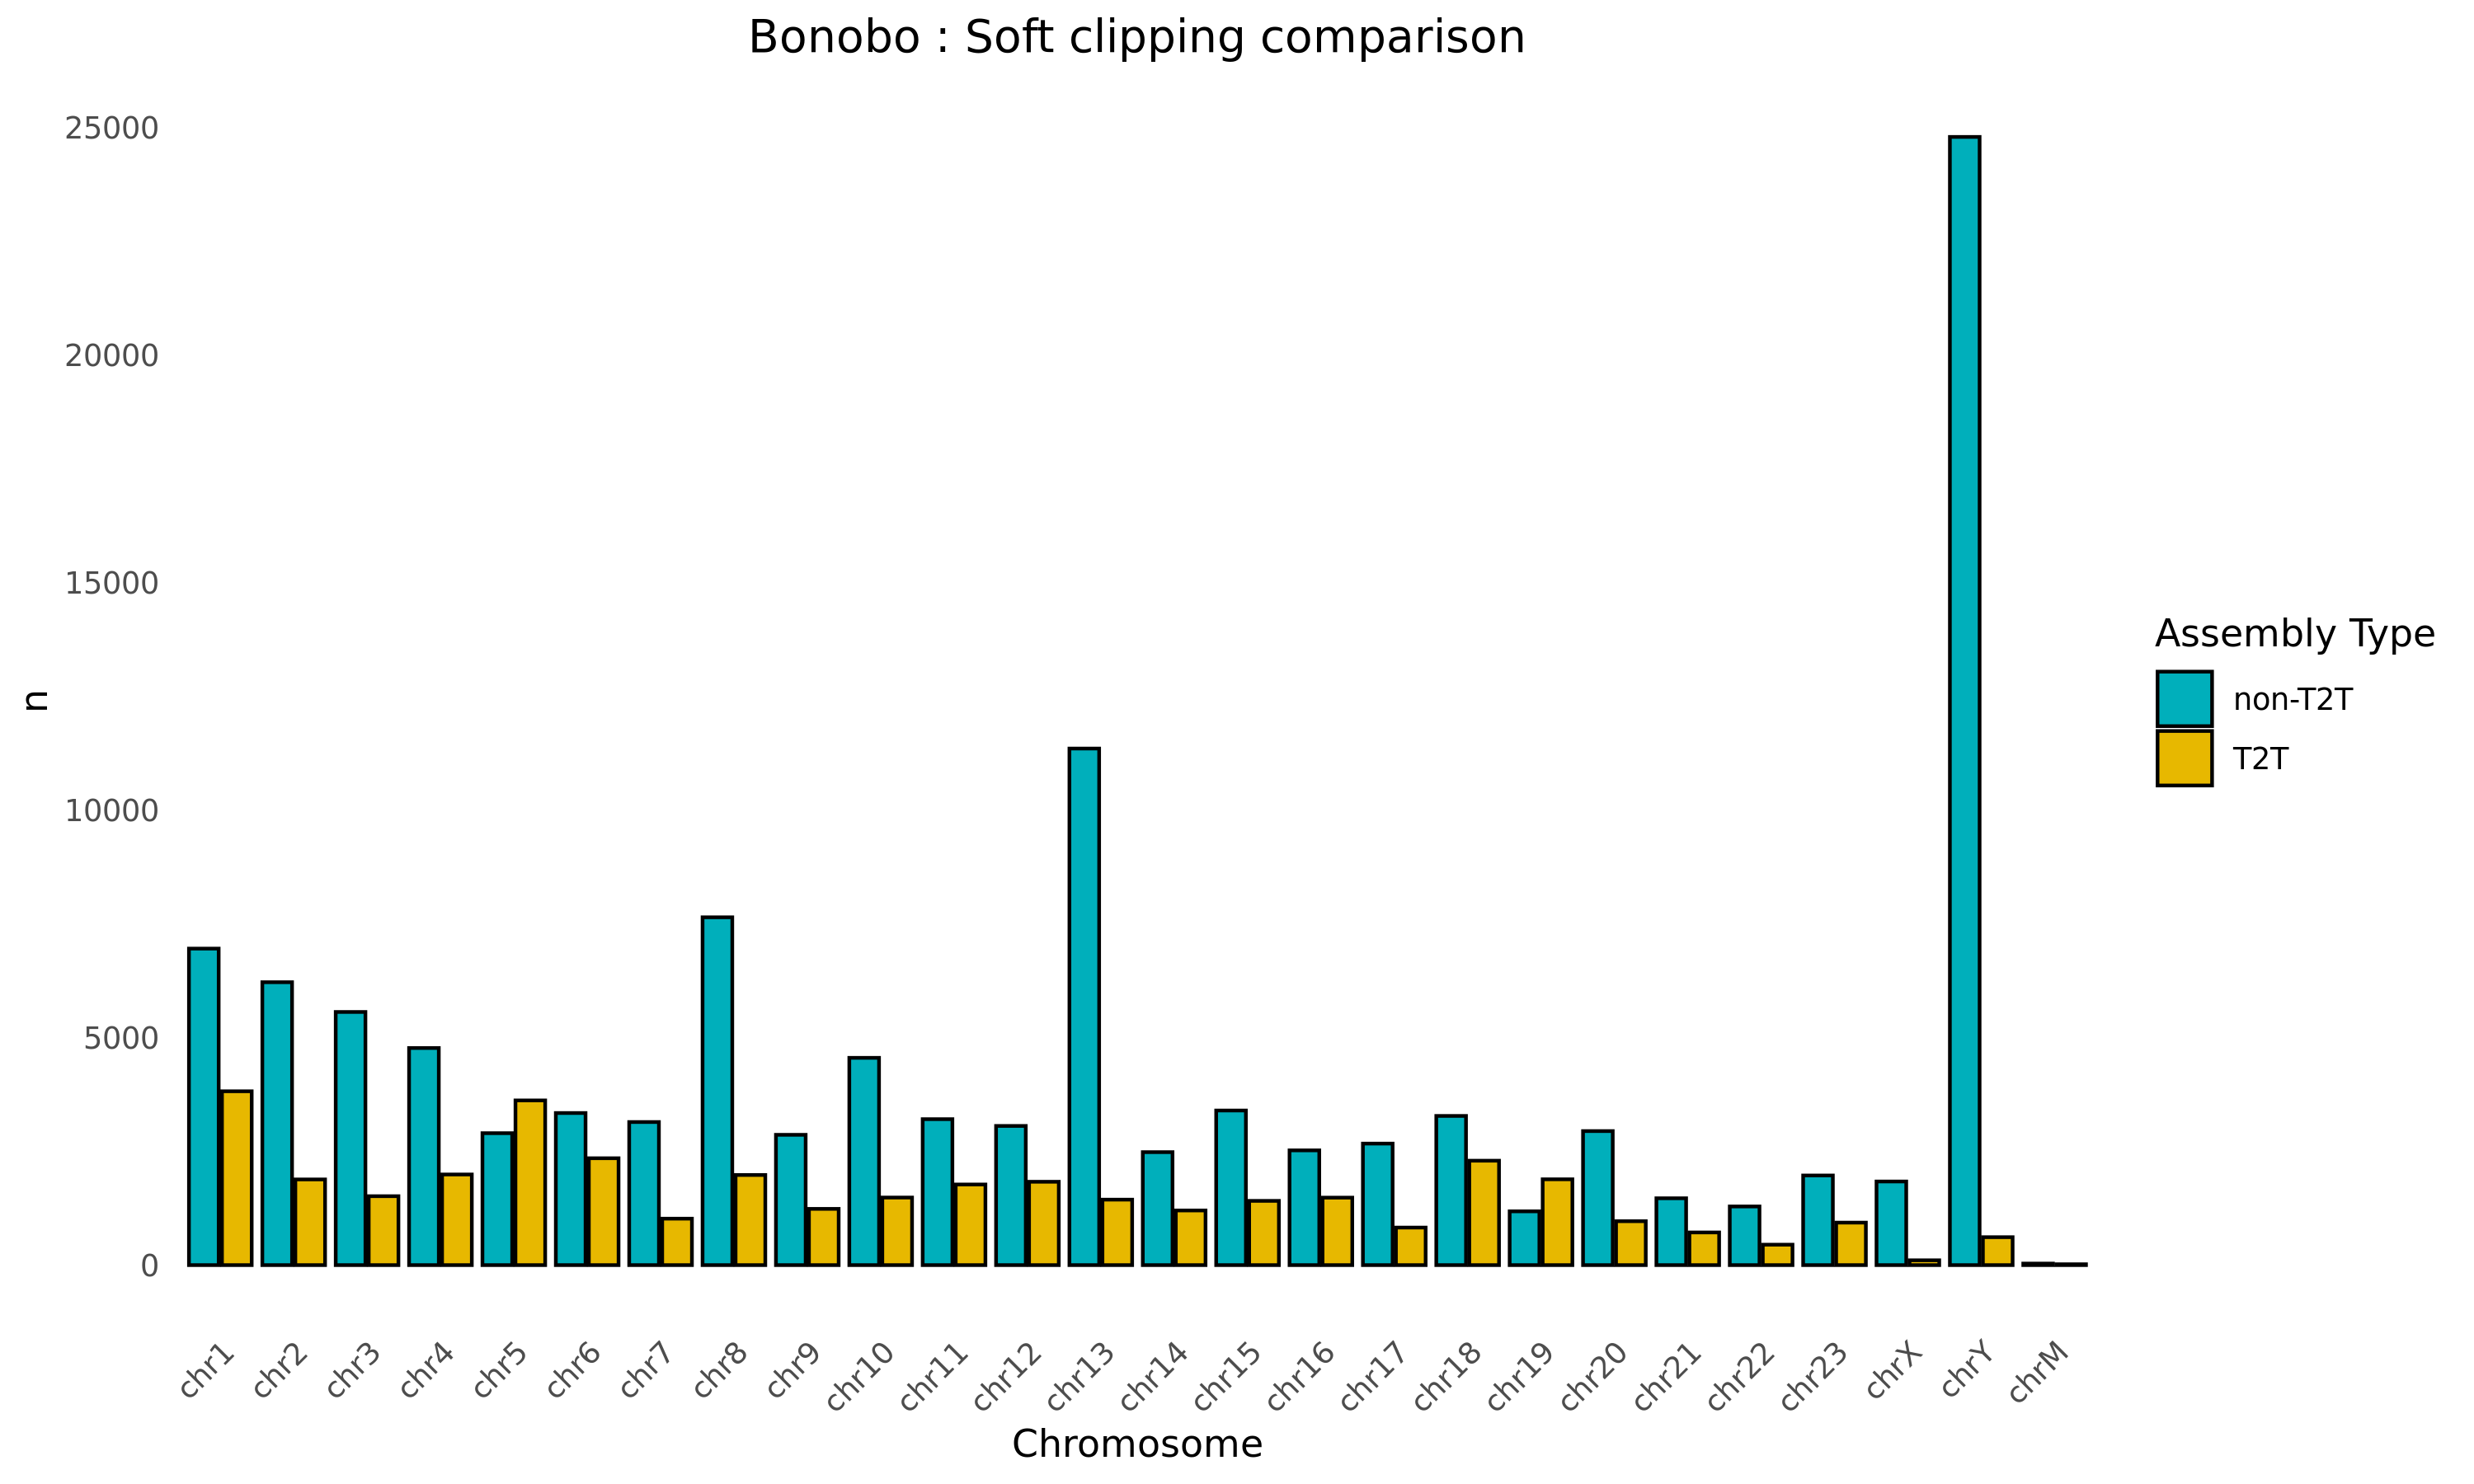 Bonobo : Soft clipping comparison
25000
20000
15000
10000
5000
0
n
chr1
chr2
chr3
chr4
chr5
chr6
chr7
chr8
chr9
chr10
chr11
chr12
chr13
chr14
chr15
chr16
chr17
chr18
chr19
chr20
chr21
chr22
chr23
chrX
chrY
chrM
Chromosome
Assembly Type
non-T2T
T2T